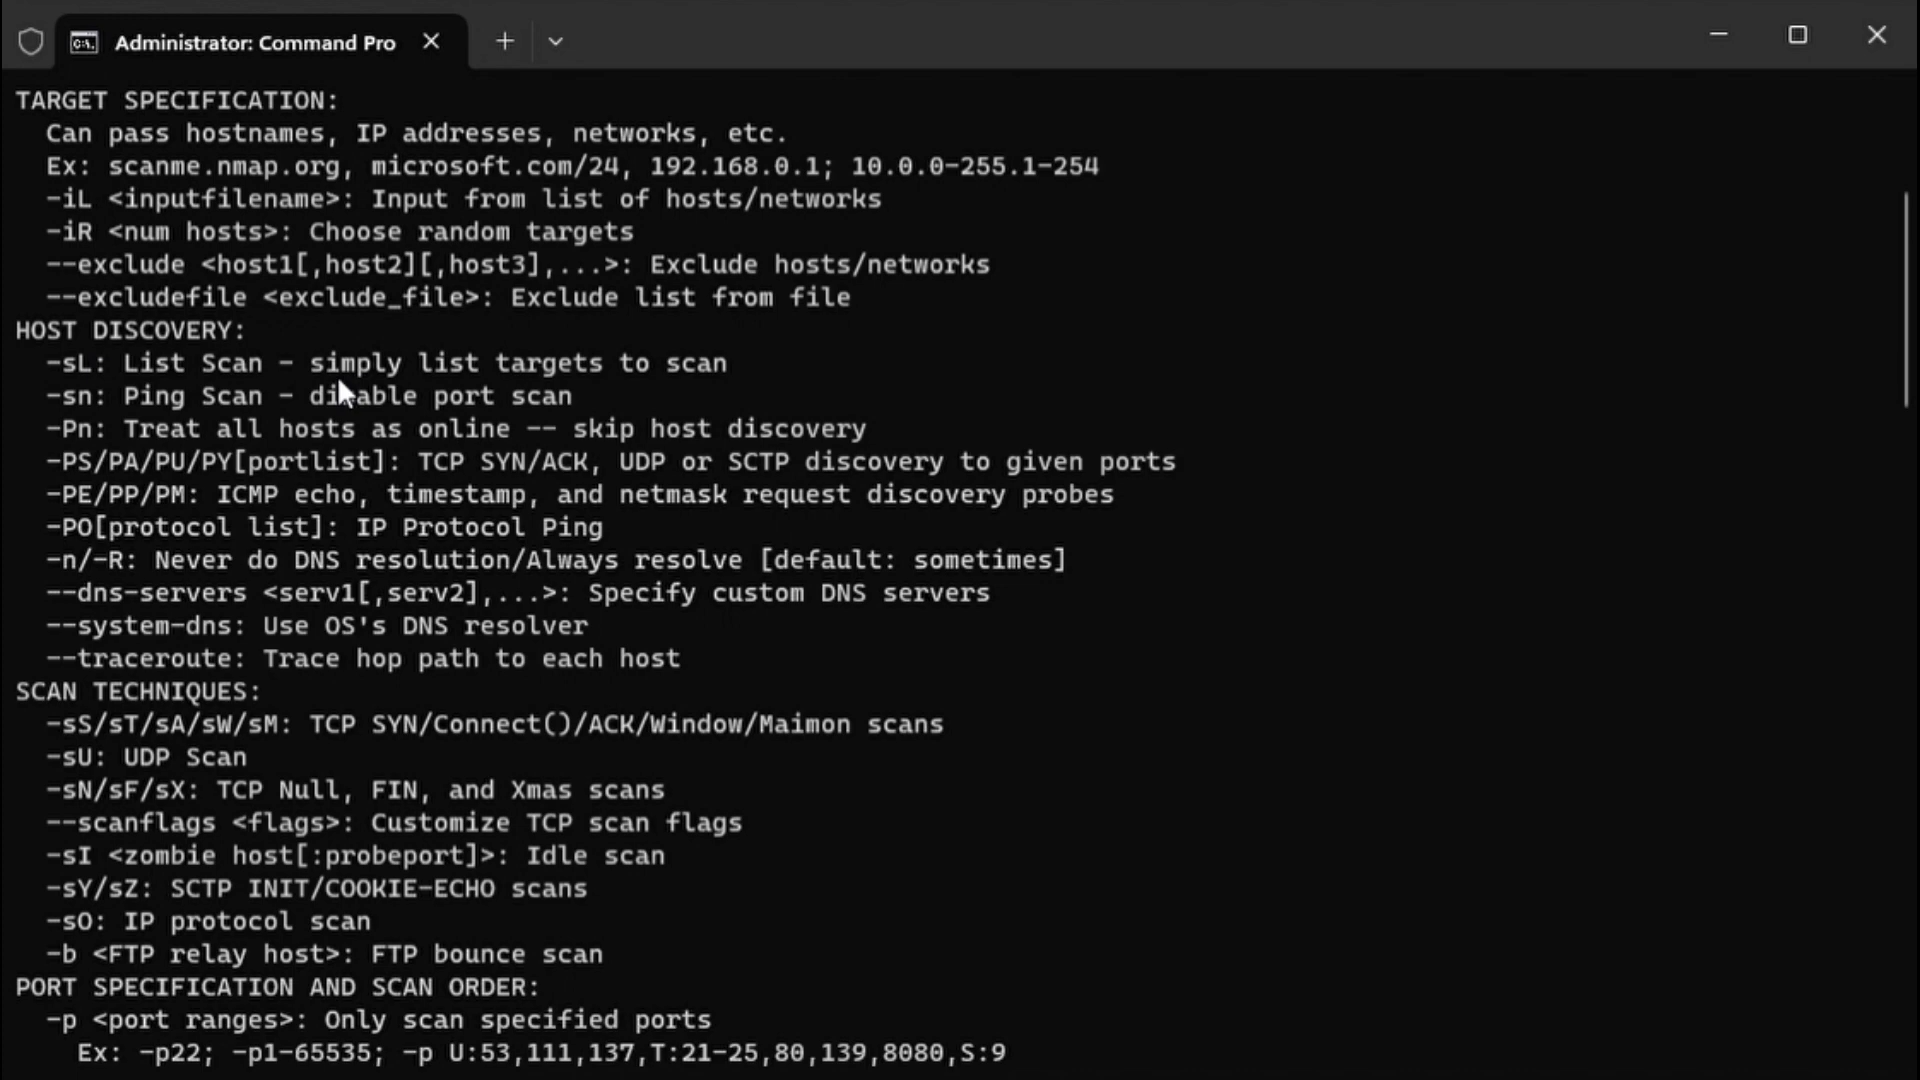 Administrator: Command Pro
TARGET SPECIFICATION:
Can pass hostnames, IP addresses, networks, etc.
Ex: scanme.nmap.org, microsoft.com/24, 192.168.0.1; 10.0.0-255.1-254
-iL <inputfilename>: Input from list of hosts/networks
-iR <num hosts>: Choose random targets
--exclude <host1[,host2][,host3],...>: Exclude hosts/networks
--excludefile <exclude_file>: Exclude list from file
HOST DISCOVERY:
-sL: List Scan - simply list targets to scan
-sn: Ping Scan - disable port scan
-Pn: Treat all hosts as online -- skip host discovery
-PS/PA/PU/PY[portlist]: TCP SYN/ACK, UDP or SCTP discovery to given ports
-PE/PP/PM: ICMP echo, timestamp, and netmask request discovery probes
-PO[protocol list]: IP Protocol Ping
-n/-R: Never do DNS resolution/Always resolve [default: sometimes]
--dns-servers <serv1[,serv2],...>: Specify custom DNS servers
--system-dns: Use OS's DNS resolver
--traceroute: Trace hop path to each host
SCAN TECHNIQUES:
-sS/sT/sA/sW/sM: TCP SYN/Connect()/ACK/Window/Maimon scans
-sU: UDP Scan
-sN/sF/sX: TCP Null, FIN, and Xmas scans
--scanflags <flags>: Customize TCP scan flags
-sI <zombie host[:probeport]>: Idle scan
-sY/sZ: SCTP INIT/COOKIE-ECHO scans
-sO: IP protocol scan
-b <FTP relay host>: FTP bounce scan
PORT SPECIFICATION AND SCAN ORDER:
-p <port ranges>: Only scan specified ports
Ex: -p22; -p1-65535; -p U:53,111,137,T:21-25,80,139,8080,S:9